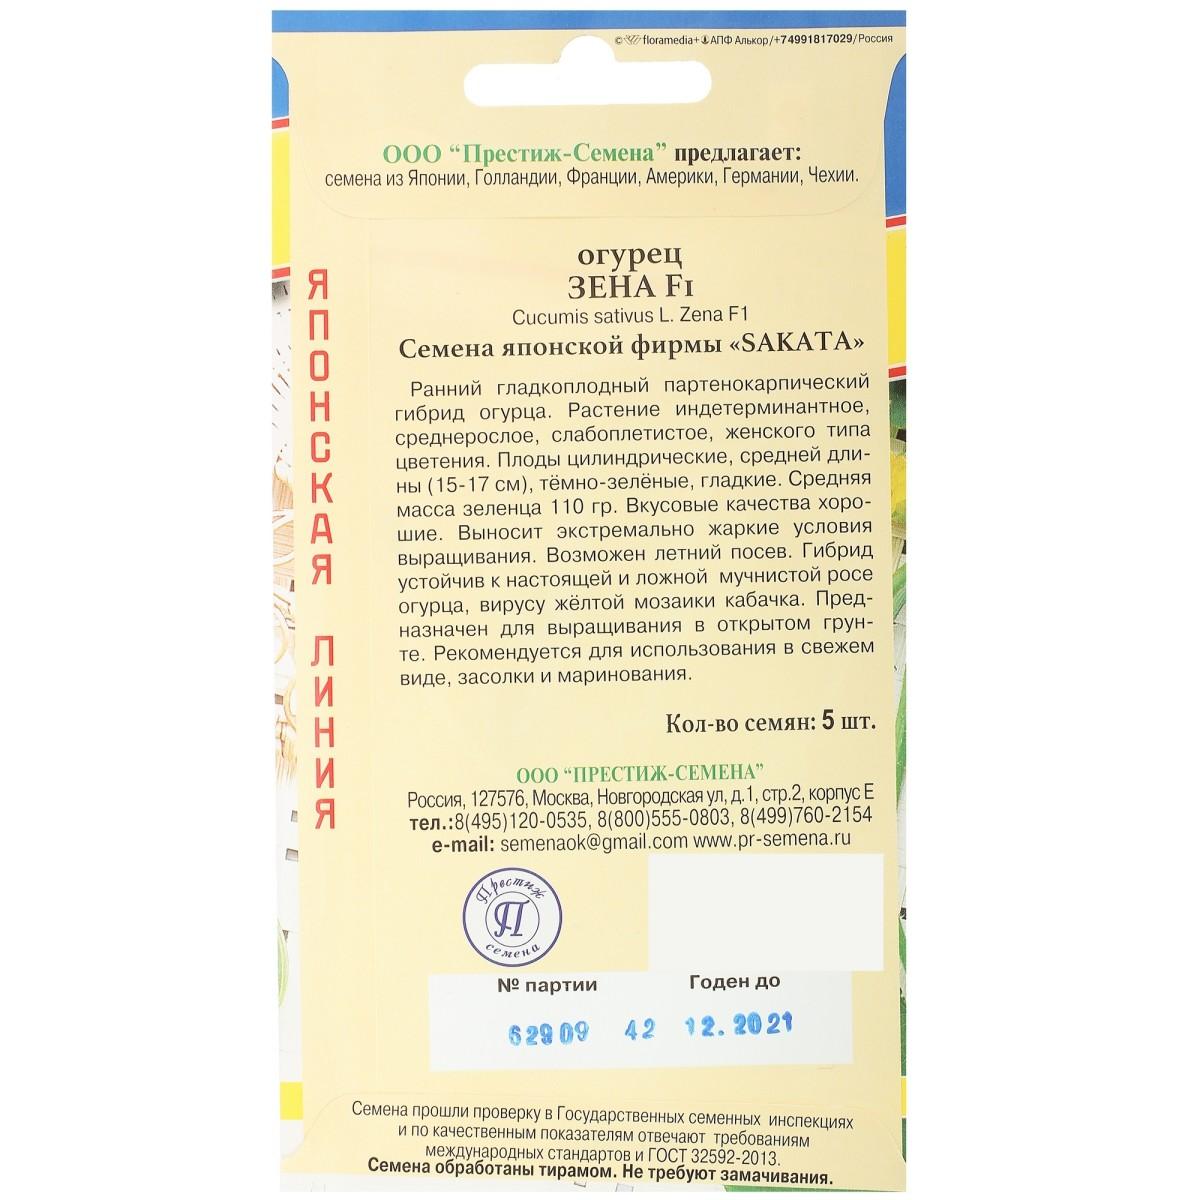 © floramedia+ АПФ Алькор/+74991817029/Россия
ООО “Престиж-Семена” предлагает:
семена из Японии, Голландии, Франции, Америки, Германии, Чехии.
ЯПОНСКАЯ ЛИНИЯ
огурец
ЗЕНА F1
Cucumis sativus L. Zena F1
Семена японской фирмы «SAKATA»
Ранний гладкоплодный партенокарпический
гибрид огурца. Растение индетерминантное,
среднерослое, слабоплетистое, женского типа
цветения. Плоды цилиндрические, средней дли-
ны (15-17 см), тёмно-зелёные, гладкие. Средняя
масса зеленца 110 гр. Вкусовые качества хоро-
шие. Выносит экстремально жаркие условия
выращивания. Возможен летний посев. Гибрид
устойчив к настоящей и ложной мучнистой росе
огурца, вирусу жёлтой мозаики кабачка. Пред-
назначен для выращивания в открытом грун-
те. Рекомендуется для использования в свежем
виде, засолки и маринования.
Кол-во семян: 5 шт.
ООО “ПРЕСТИЖ-СЕМЕНА”
Россия, 127576, Москва, Новгородская ул, д.1, стр.2, корпус Е
тел.:8(495)120-0535, 8(800)555-0803, 8(499)760-2154
e-mail: semenaok@gmail.com www.pr-semena.ru
Престиж
П
семена
№ партии Годен до
62909 42 12.2021
Семена прошли проверку в Государственных семенных инспекциях
и по качественным показателям отвечают требованиям
международных стандартов и ГОСТ 32592-2013.
Семена обработаны тирамом. Не требуют замачивания.